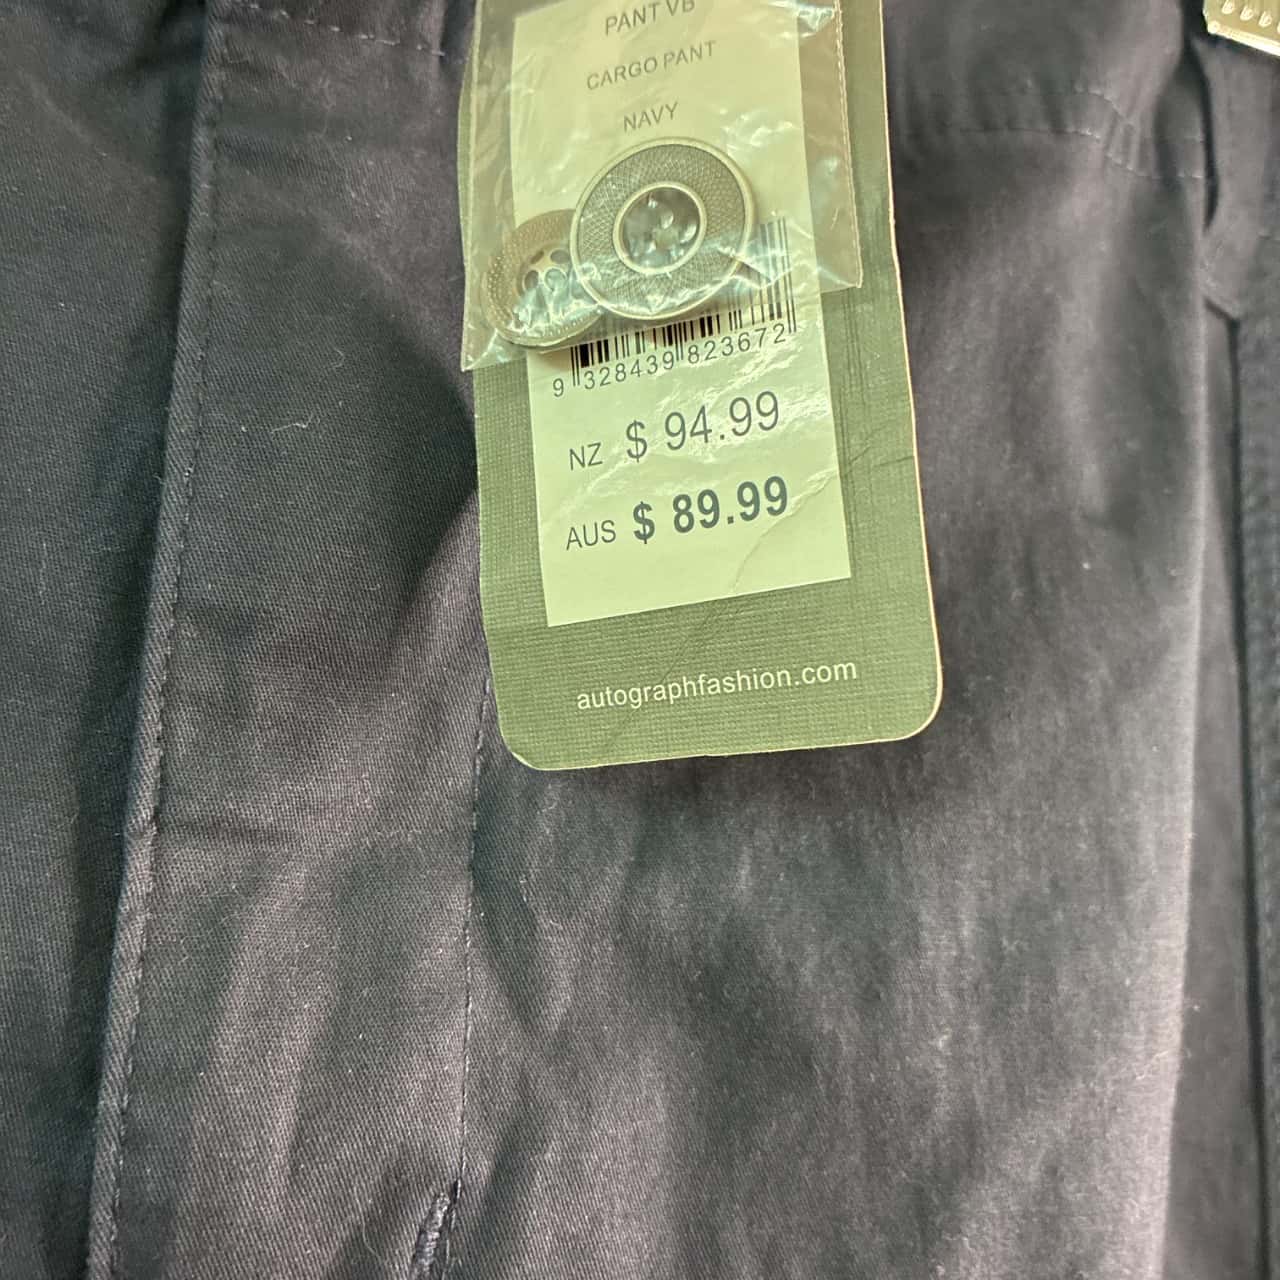 PANT VB
CARGO PANT
NAVY
9 328439 823672
NZ $ 94.99
AUS $ 89.99
autographfashion.com